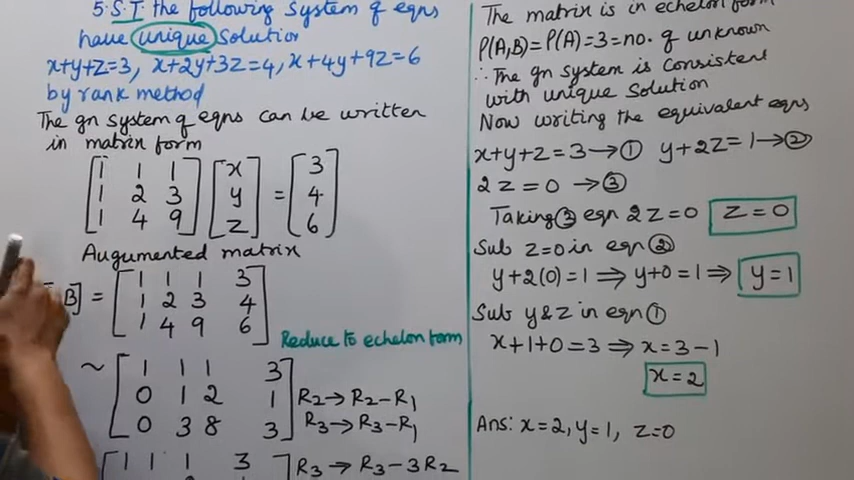 5. S.T the following System of eqns
have unique Solution
x+y+z=3, x+2y+3z=4, x+4y+9z=6
by rank method
The gn system of eqns can be written
in matrix form
[1 1 1] [x] [3]
[1 2 3] [y] = [4]
[1 4 9] [z] [6]
Augumented matrix
[1 1 1 3]
B] = [1 2 3 4]
[1 4 9 6]
Reduce to echelon form
~ [1 1 1 3]
[0 1 2 1] R2→R2-R1
[0 3 8 3] R3→R3-R1
[1 1 1 3] R3→R3-3R2
The matrix is in echelon form
ρ(A,B)=ρ(A)=3=no. of unknown
∴ The gn system is consistent
with unique Solution
Now writing the equivalent eqns
x+y+z=3→① y+2z=1→②
2z=0→③
Taking ③ eqn 2z=0 z=0
Sub z=0 in eqn ②
y+2(0)=1⇒y+0=1⇒ y=1
Sub y&z in eqn ①
x+1+0=3⇒x=3-1
x=2
Ans: x=2, y=1, z=0